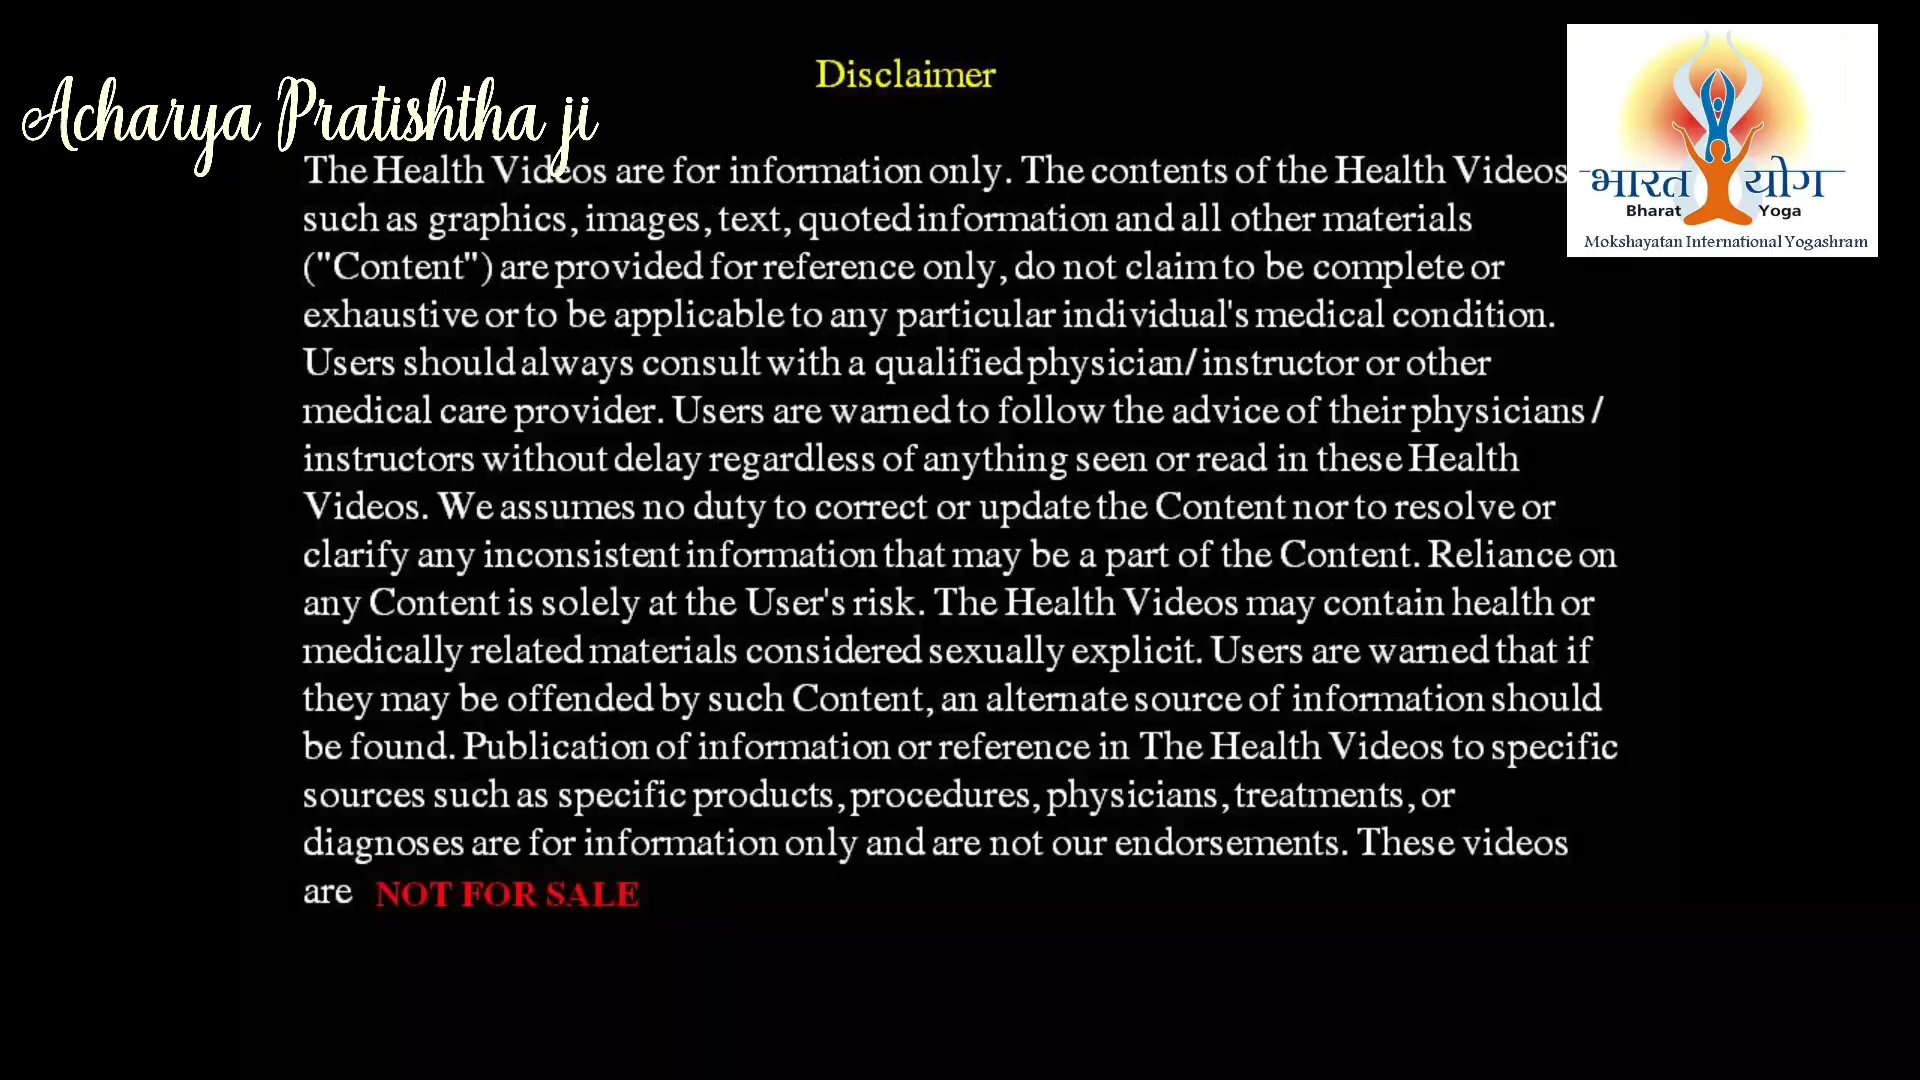 Disclaimer
Acharya Pratishtha ji
The Health Videos are for information only. The contents of the Health Videos
such as graphics, images, text, quoted information and all other materials
("Content") are provided for reference only, do not claim to be complete or
exhaustive or to be applicable to any particular individual's medical condition.
Users should always consult with a qualified physician/ instructor or other
medical care provider. Users are warned to follow the advice of their physicians /
instructors without delay regardless of anything seen or read in these Health
Videos. We assumes no duty to correct or update the Content nor to resolve or
clarify any inconsistent information that may be a part of the Content. Reliance on
any Content is solely at the User's risk. The Health Videos may contain health or
medically related materials considered sexually explicit. Users are warned that if
they may be offended by such Content, an alternate source of information should
be found. Publication of information or reference in The Health Videos to specific
sources such as specific products, procedures, physicians, treatments, or
diagnoses are for information only and are not our endorsements. These videos
are NOT FOR SALE
भारत योग
Bharat Yoga
Mokshayatan International Yogashram